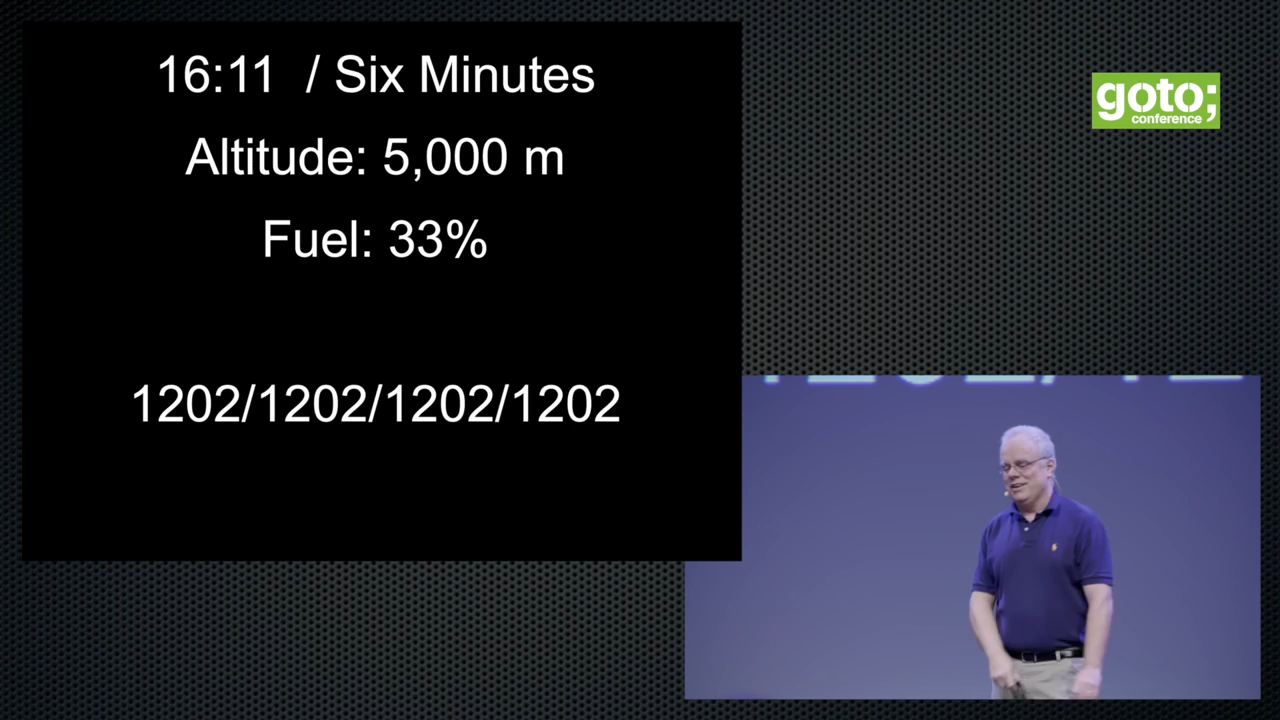 16:11 / Six Minutes
Altitude: 5,000 m
Fuel: 33%
1202/1202/1202/1202
goto;
conference